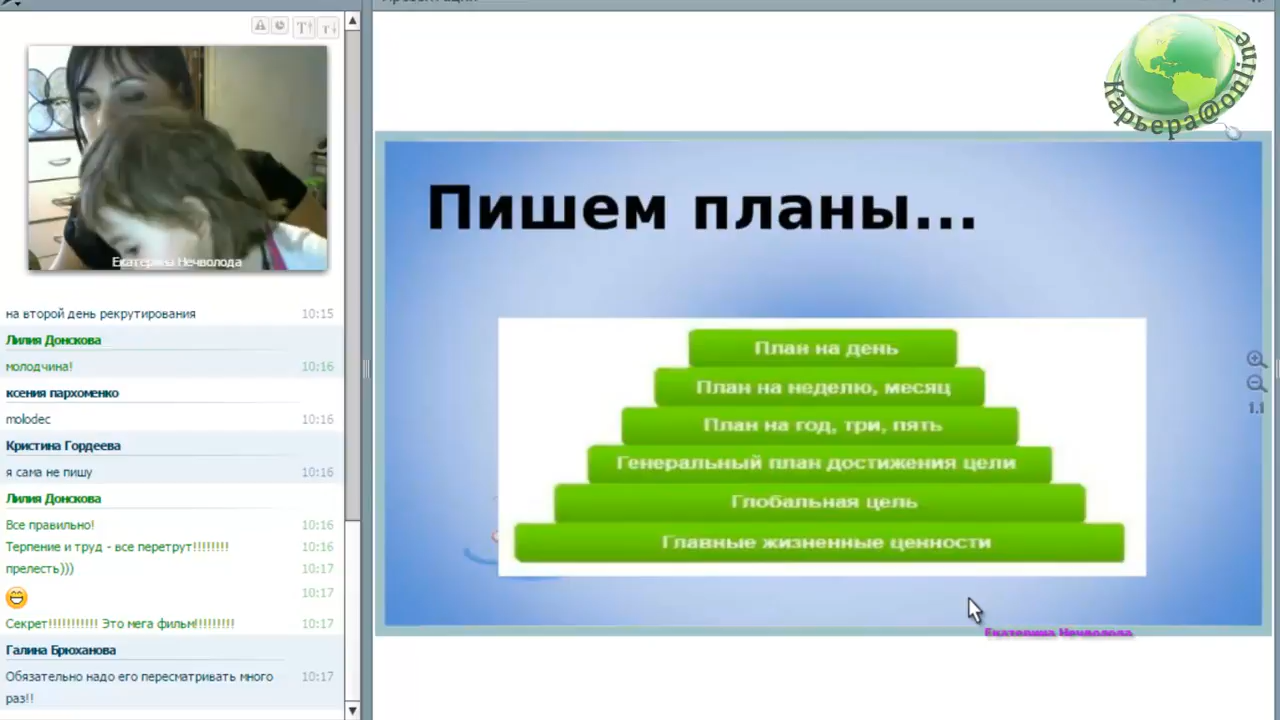 Екатерина Нечволода
на второй день рекрутирования 10:15
Лилия Донскова
молодчина! 10:16
ксения пархоменко
molodec 10:16
Кристина Гордеева
я сама не пишу 10:16
Лилия Донскова
Все правильно! 10:16
Терпение и труд - все перетрут!!!!!!!! 10:16
прелесть))) 10:17
10:17
Секрет!!!!!!!!!!! Это мега фильм!!!!!!!!! 10:17
Галина Брюханова
Обязательно надо его пересматривать много 10:17
раз!!
Карьера@online
Пишем планы...
План на день
План на неделю, месяц
План на год, три, пять
Генеральный план достижения цели
Глобальная цель
Главные жизненные ценности
Екатерина Нечволода
1:1